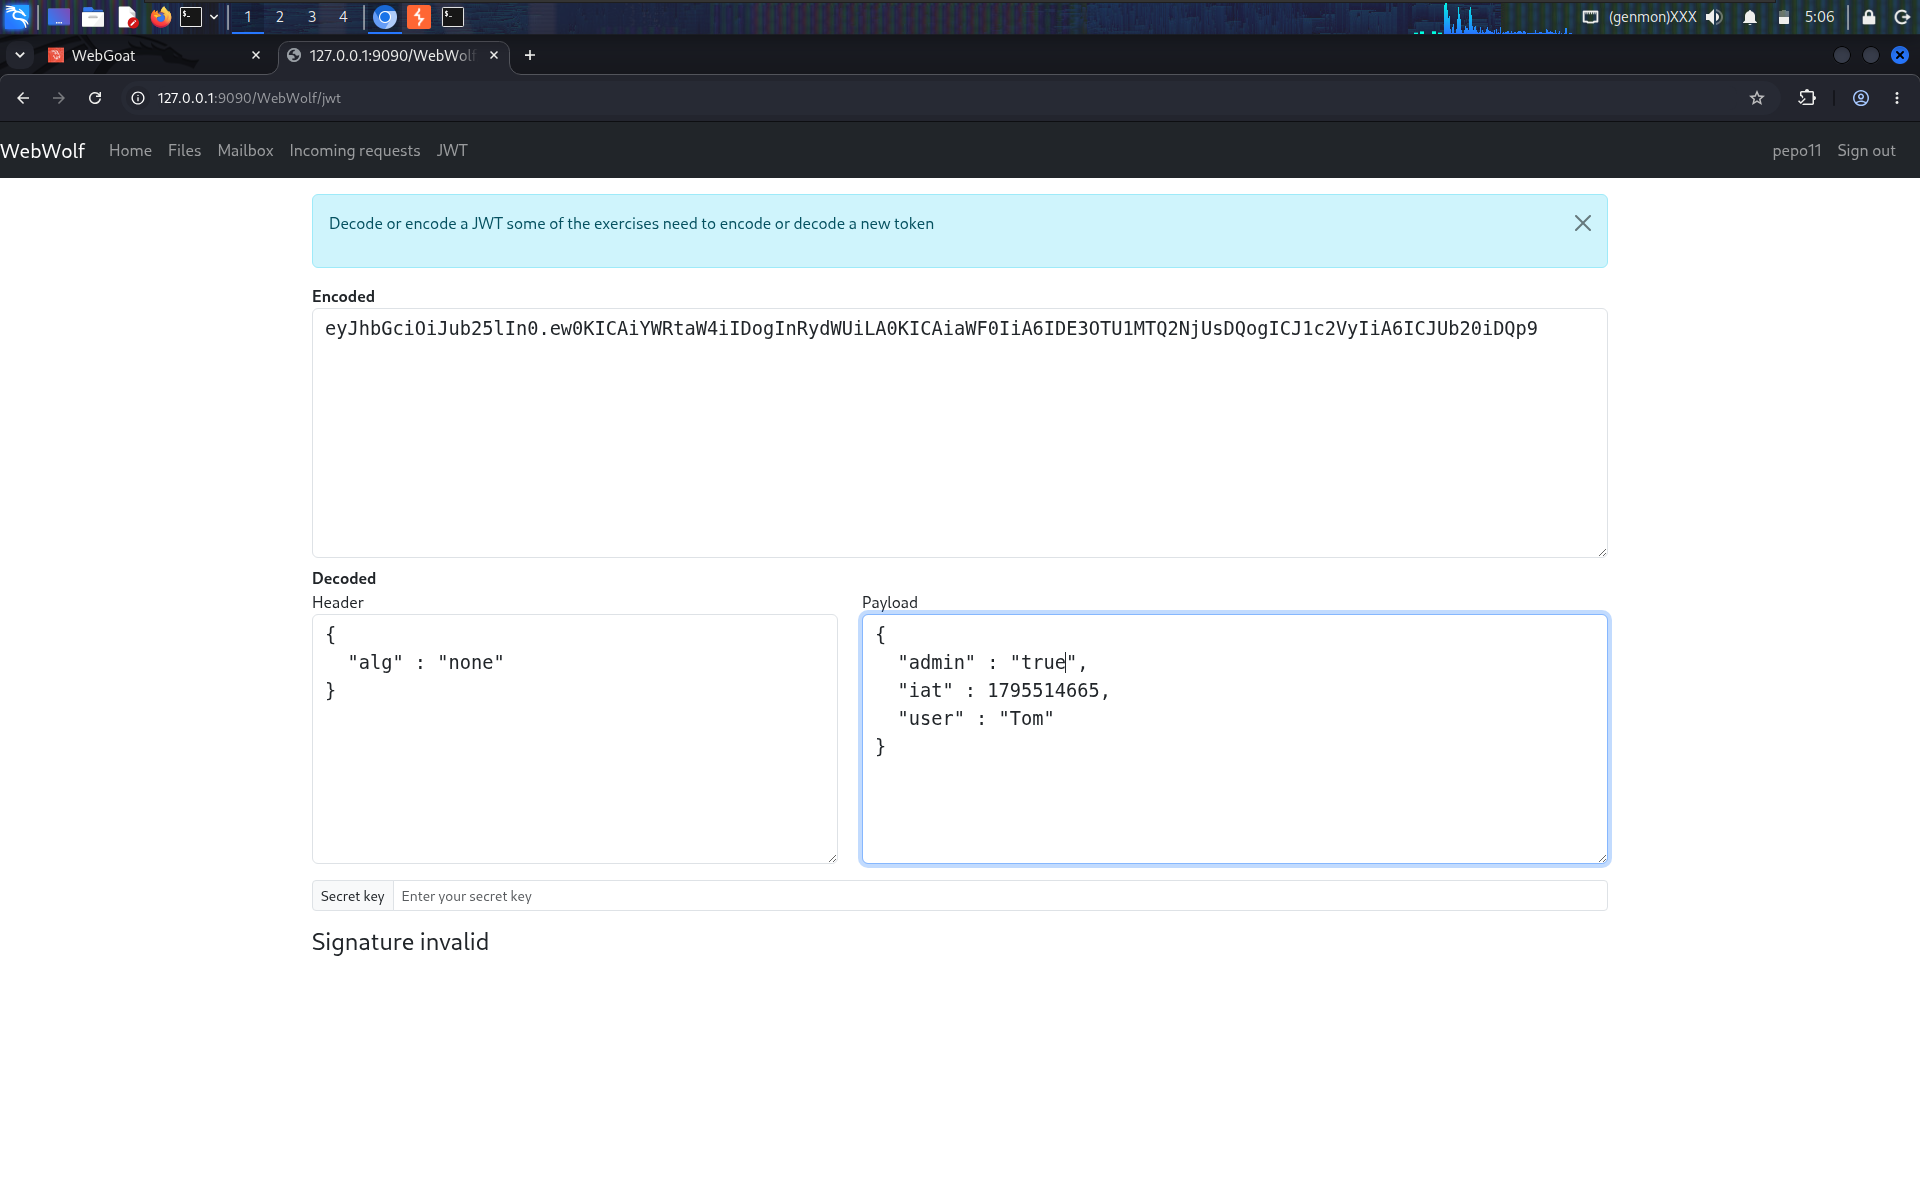 1 2 3 4 (genmon)XXX 5:06
WebGoat 127.0.0.1:9090/WebWolf
127.0.0.1:9090/WebWolf/jwt
WebWolf Home Files Mailbox Incoming requests JWT pepo11 Sign out
Decode or encode a JWT some of the exercises need to encode or decode a new token
Encoded
eyJhbGciOiJub25lIn0.ew0KICAiYWRtaW4iIDogInRydWUiLA0KICAiaWF0IiA6IDE3OTU1MTQ2NjUsDQogICJ1c2VyIiA6ICJUb20iDQp9
Decoded
Header Payload
{
"alg" : "none"
}
{
"admin" : "true",
"iat" : 1795514665,
"user" : "Tom"
}
Secret key Enter your secret key
Signature invalid